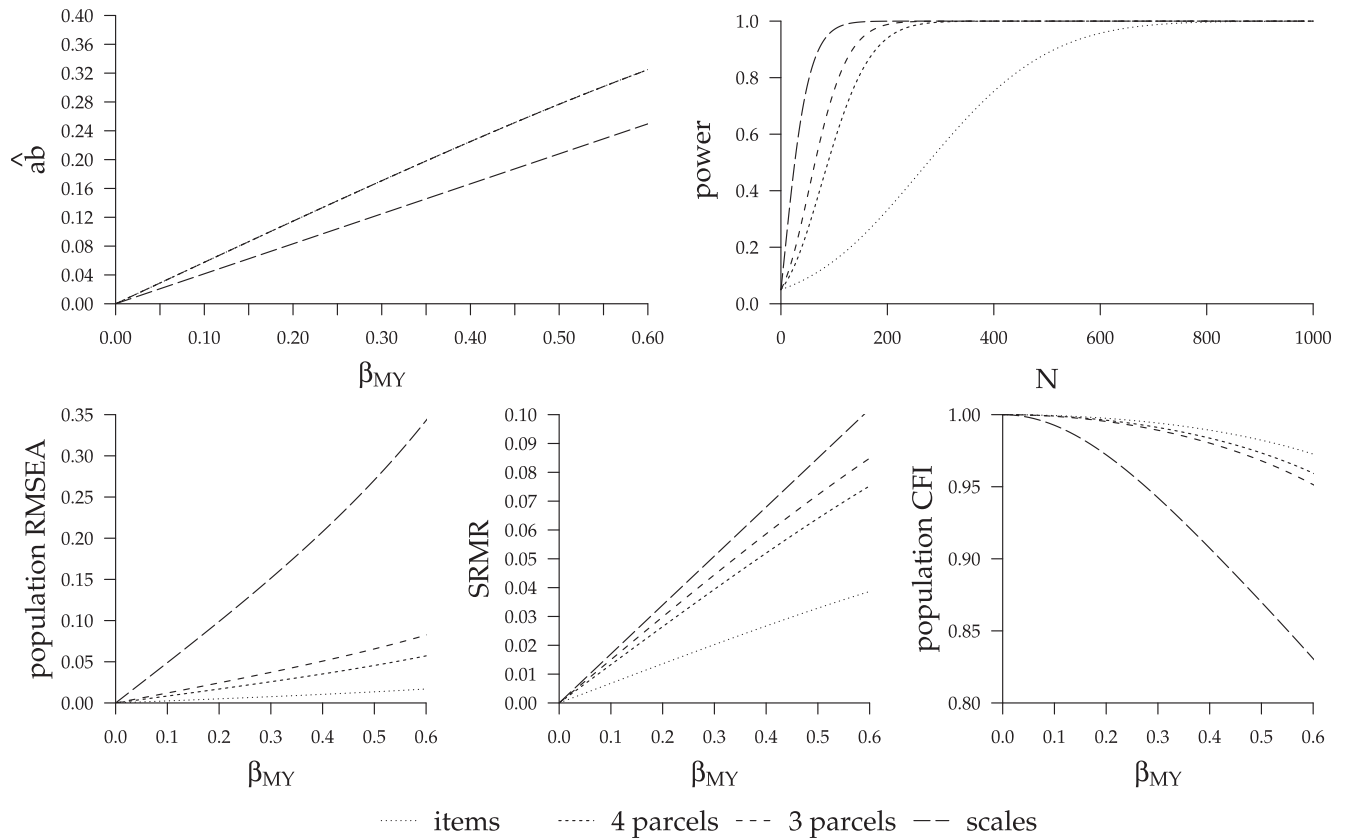 0.40
0.36
0.32
0.28
0.24
0.20
0.16
0.12
0.08
0.04
0.00
âb
0.00 0.10 0.20 0.30 0.40 0.50 0.60
βMY
1.0
0.8
0.6
0.4
0.2
0.0
power
0 200 400 600 800 1000
N
0.35
0.30
0.25
0.20
0.15
0.10
0.05
0.00
population RMSEA
0.0 0.1 0.2 0.3 0.4 0.5 0.6
βMY
0.10
0.09
0.08
0.07
0.06
0.05
0.04
0.03
0.02
0.01
0.00
SRMR
0.0 0.1 0.2 0.3 0.4 0.5 0.6
βMY
1.00
0.95
0.90
0.85
0.80
population CFI
0.0 0.1 0.2 0.3 0.4 0.5 0.6
βMY
items 4 parcels 3 parcels scales